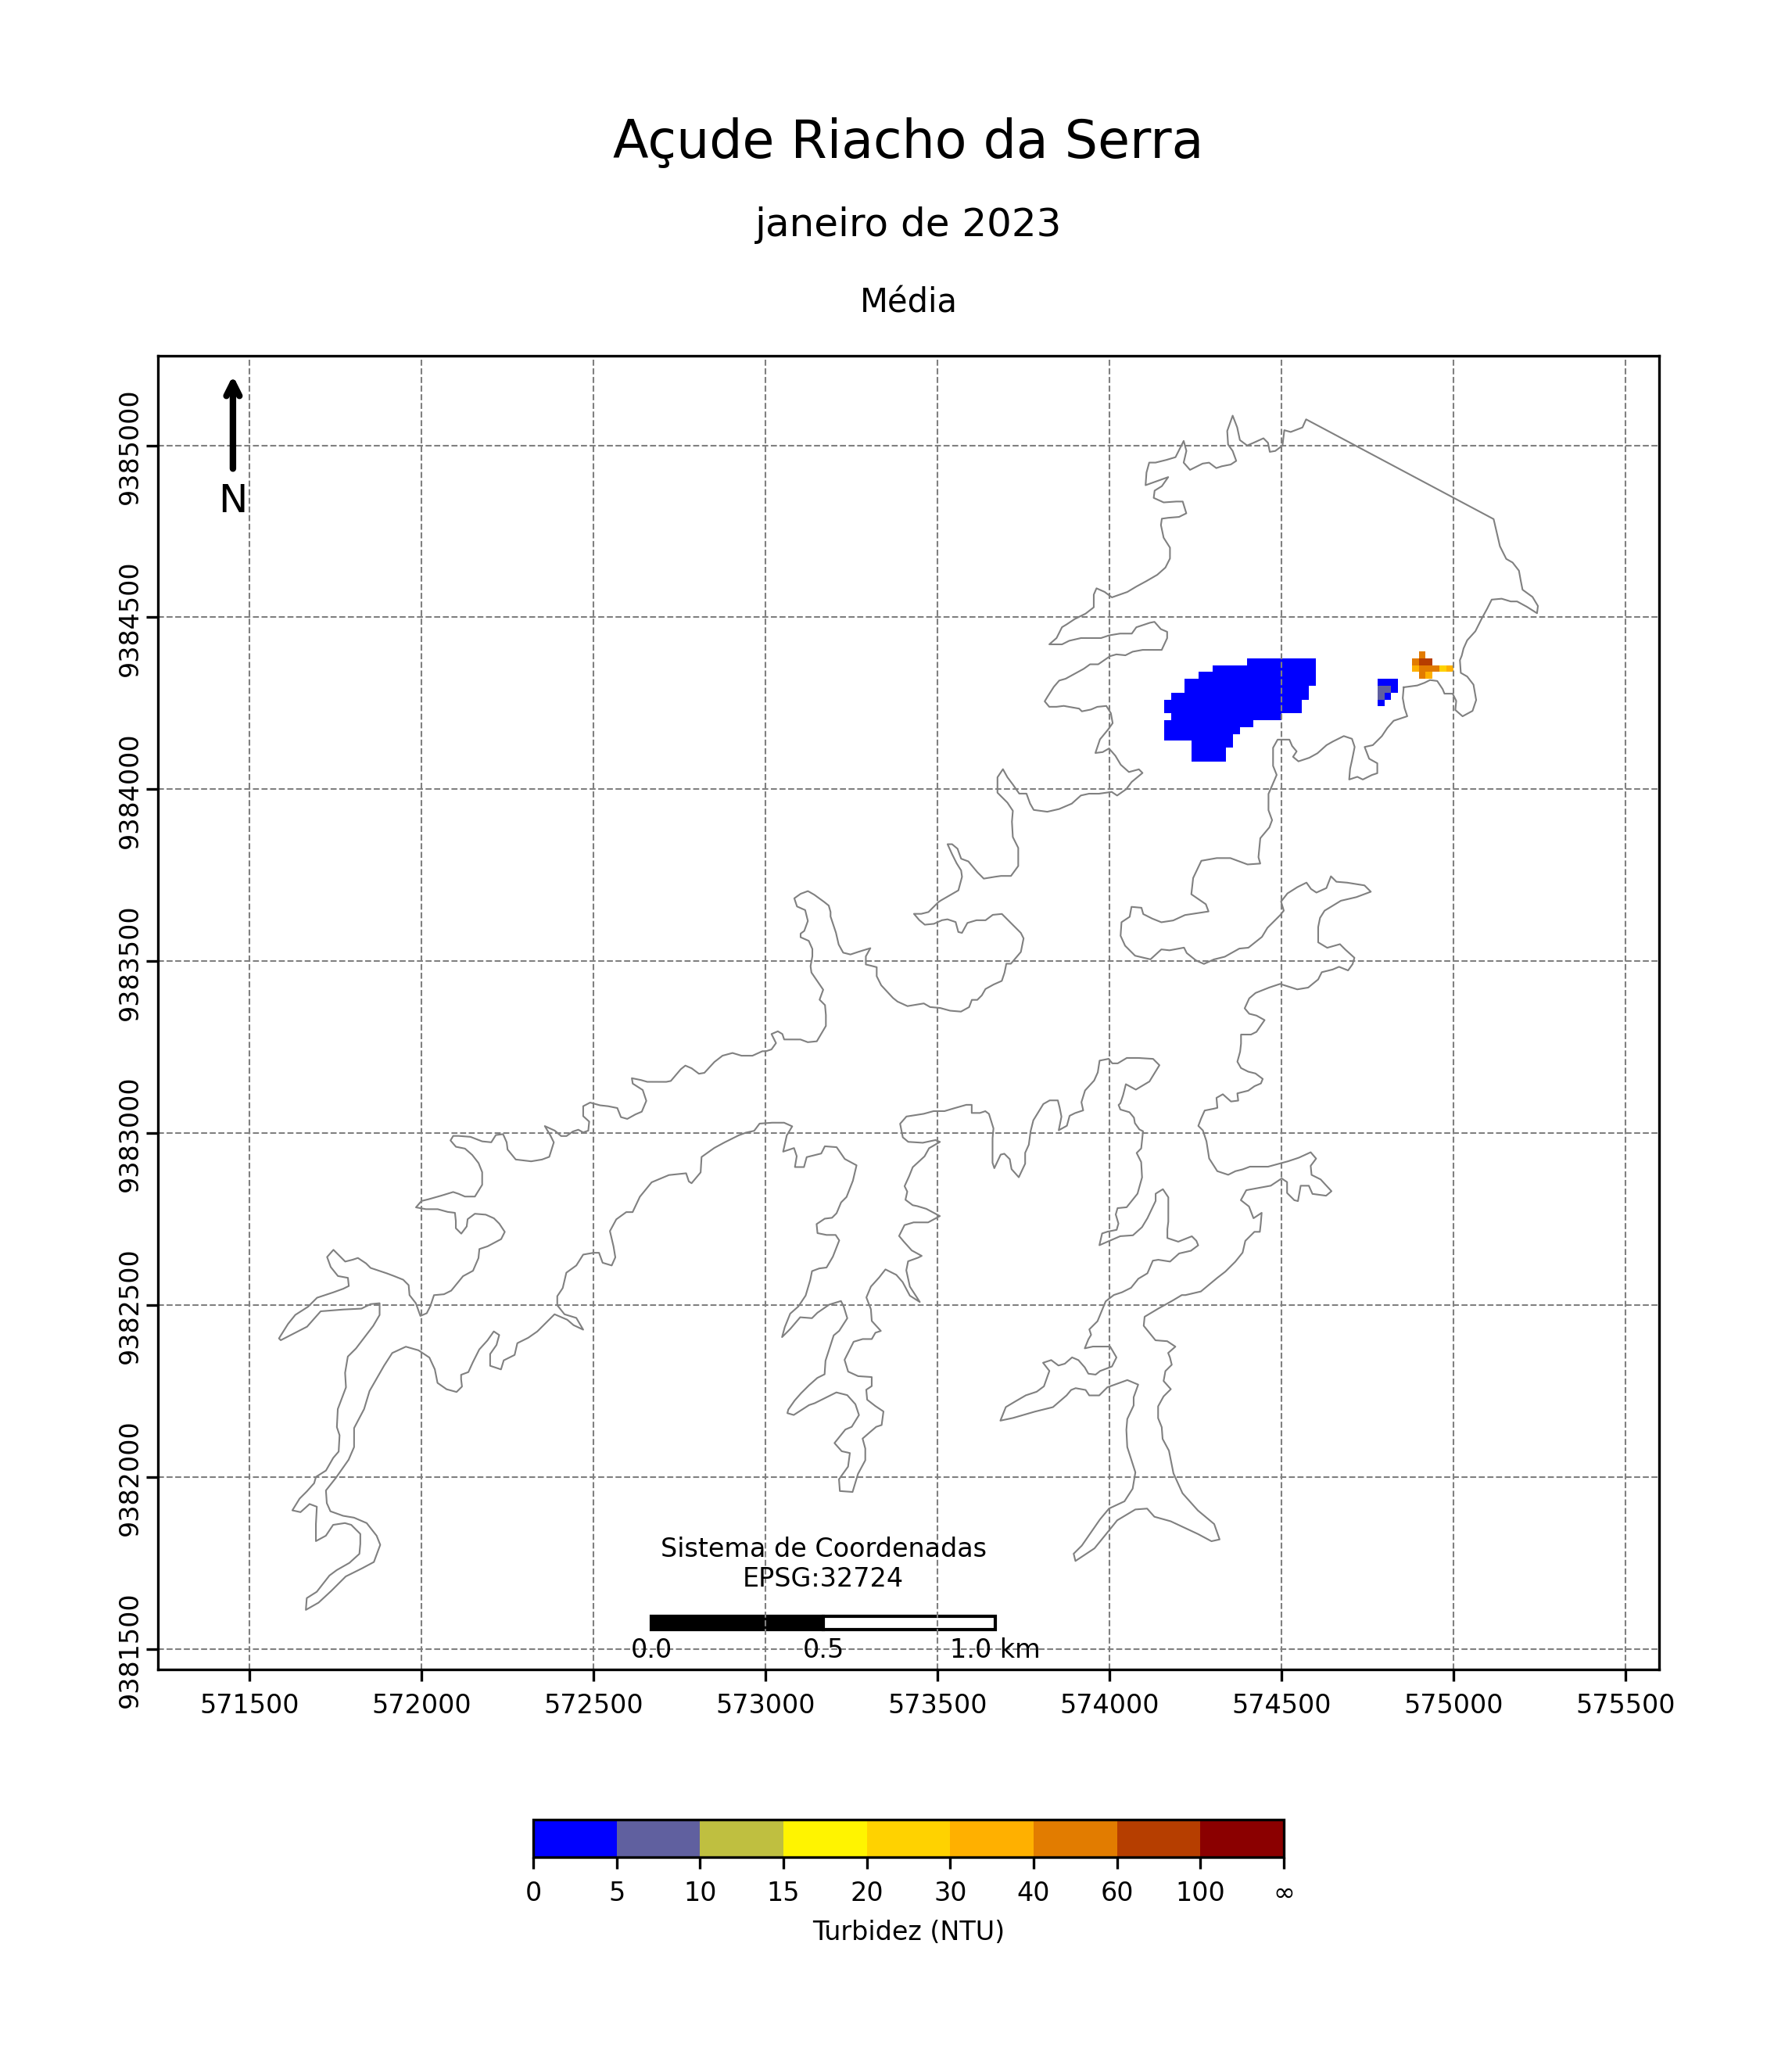 Açude Riacho da Serra
janeiro de 2023
Média
N
9385000
9384500
9384000
9383500
9383000
9382500
9382000
9381500
Sistema de Coordenadas
EPSG:32724
0.0 0.5 1.0 km
571500 572000 572500 573000 573500 574000 574500 575000 575500
0 5 10 15 20 30 40 60 100 ∞
Turbidez (NTU)